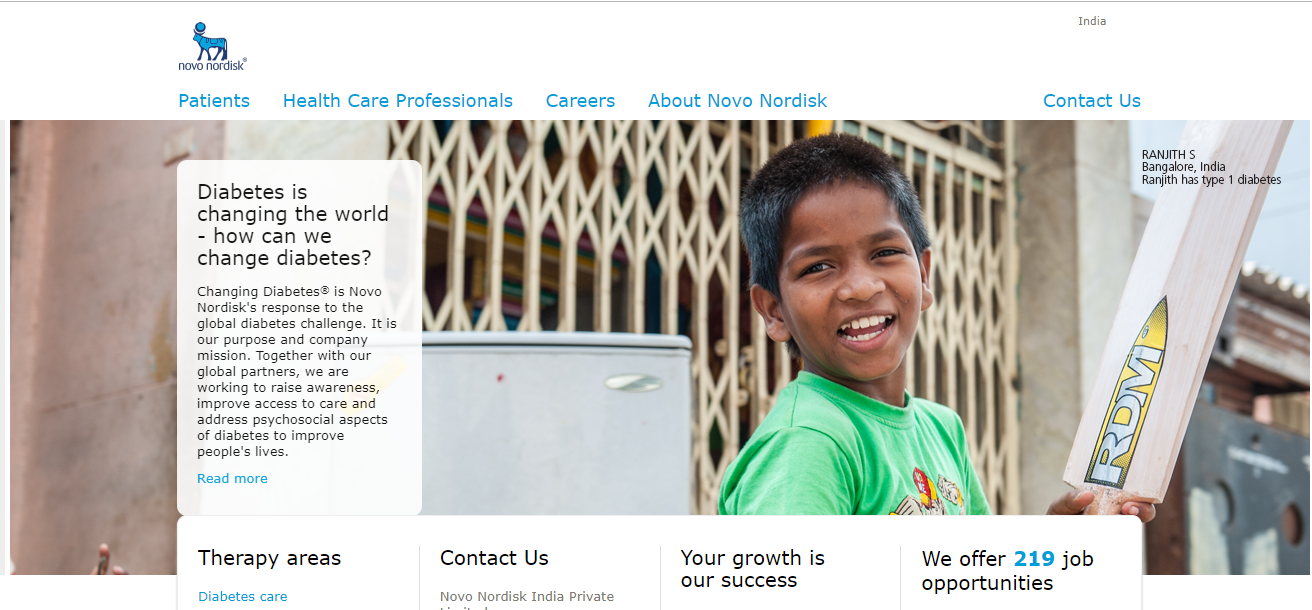 India
novo nordisk®
Patients
Health Care Professionals
Careers
About Novo Nordisk
Contact Us
RANJITH S
Bangalore, India
Ranjith has type 1 diabetes
Diabetes is
changing the world
- how can we
change diabetes?
Changing Diabetes® is Novo
Nordisk's response to the
global diabetes challenge. It is
our purpose and company
mission. Together with our
global partners, we are
working to raise awareness,
improve access to care and
address psychosocial aspects
of diabetes to improve
people's lives.
Read more
RDM
Therapy areas
Diabetes care
Contact Us
Novo Nordisk India Private
Your growth is
our success
We offer 219 job
opportunities